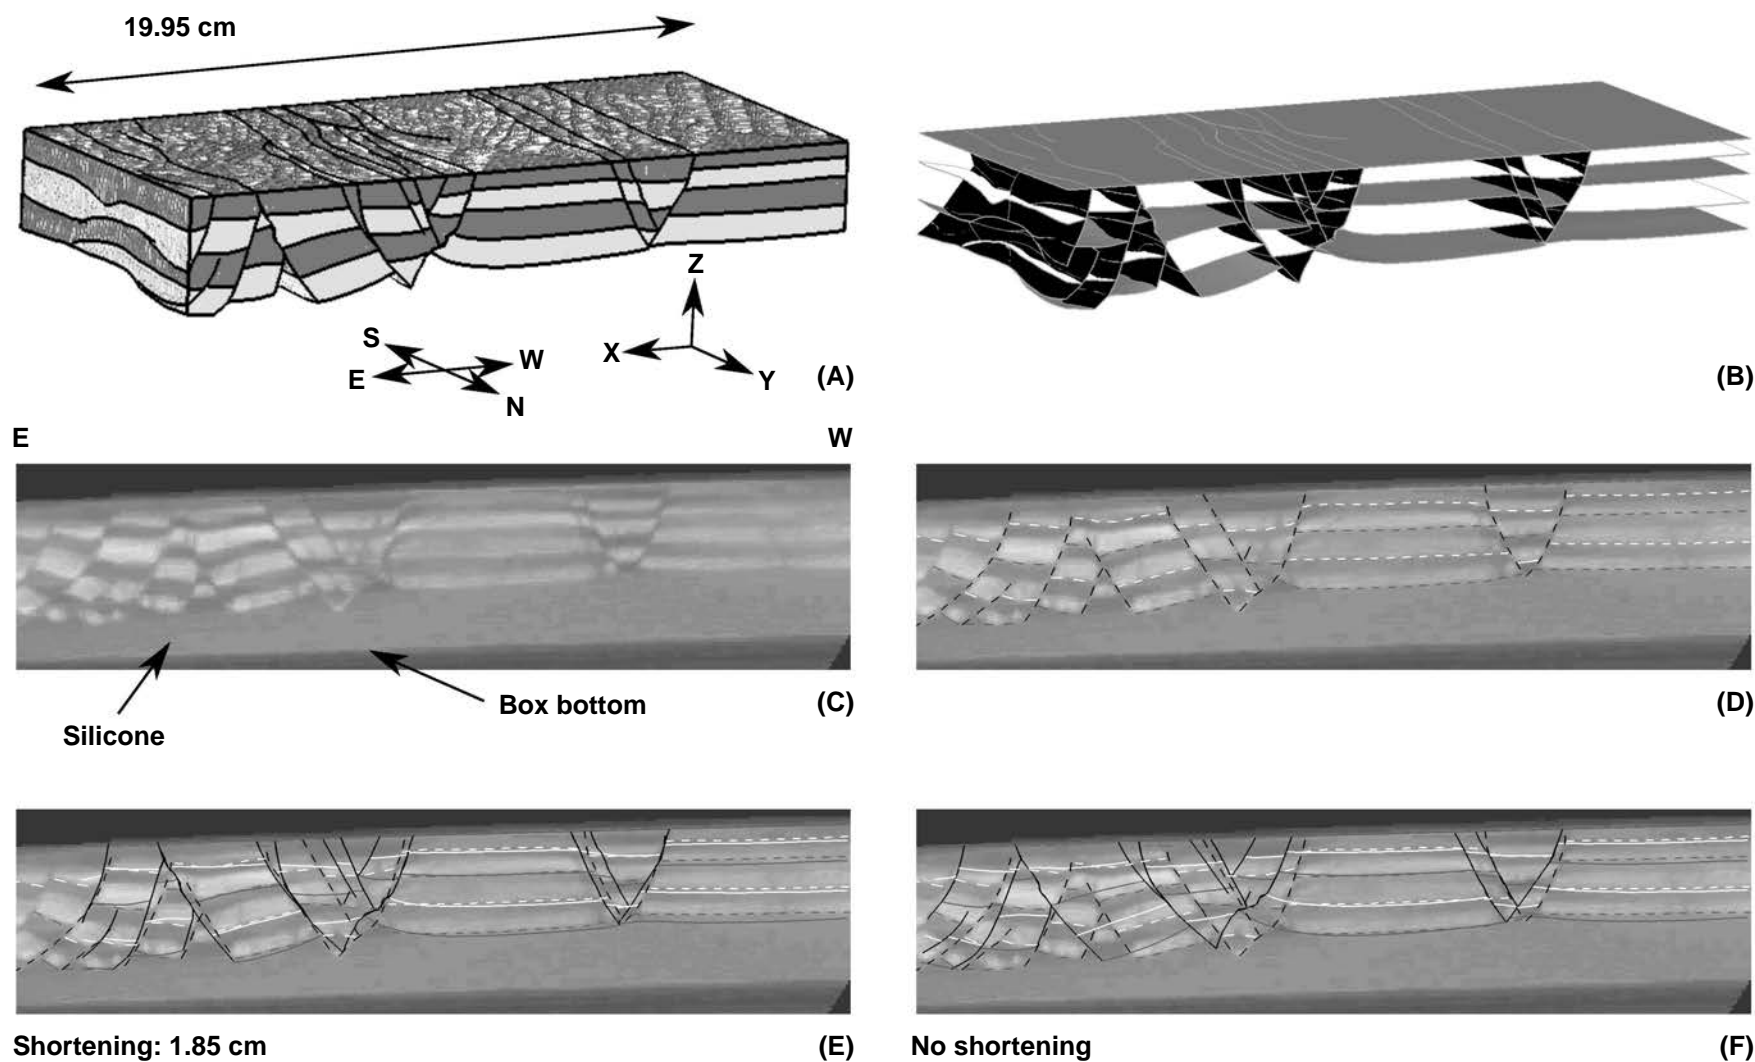 19.95 cm
Z
S
W
X
E
Y
N
(A)
(B)
E
W
(C)
(D)
Box bottom
Silicone
Shortening: 1.85 cm
(E)
No shortening
(F)